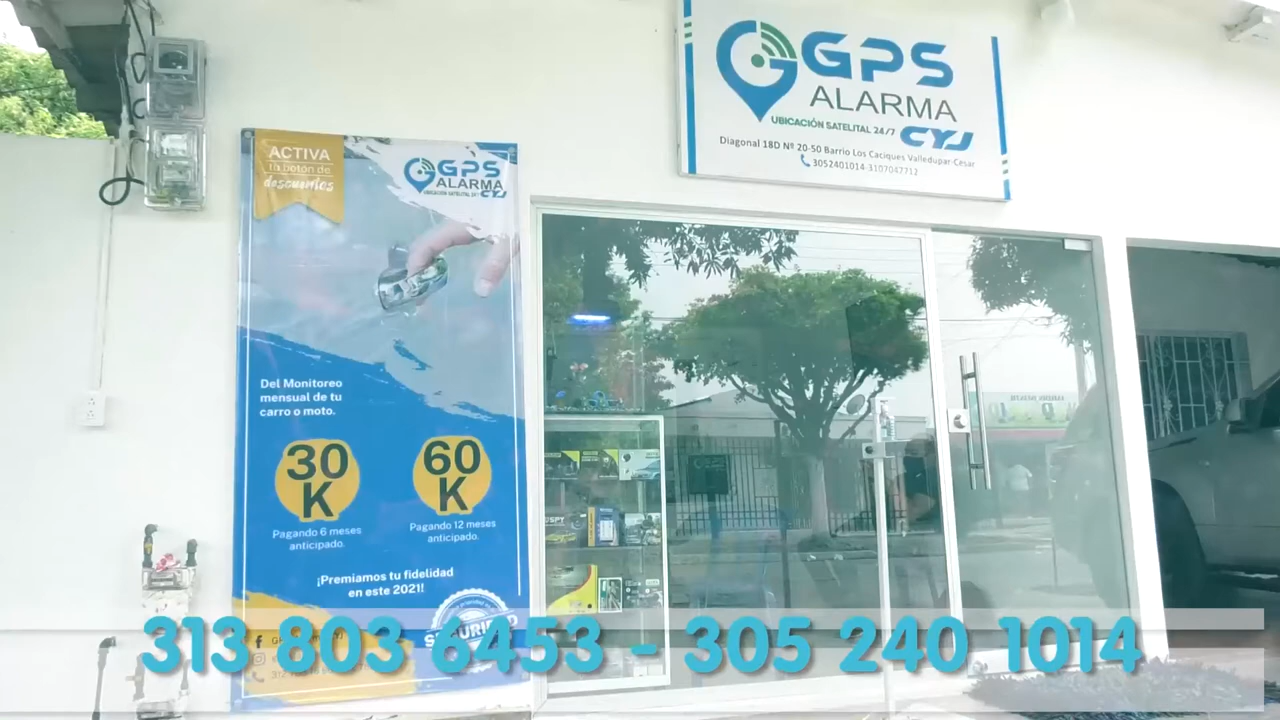 GPS
ALARMA
UBICACIÓN SATELITAL 24/7
CYJ
Diagonal 18D Nº 20-50 Barrio Los Caciques Valledupar-Cesar
3052401014-3107047712
ACTIVA
tu botón de
descuentos
GPS
ALARMA
UBICACIÓN SATELITAL 24/7
CYJ
Del Monitoreo
mensual de tu
carro o moto.
30
K
Pagando 6 meses
anticipado.
60
K
Pagando 12 meses
anticipado.
¡Premiamos tu fidelidad
en este 2021!
313 803 6453 - 305 240 1014